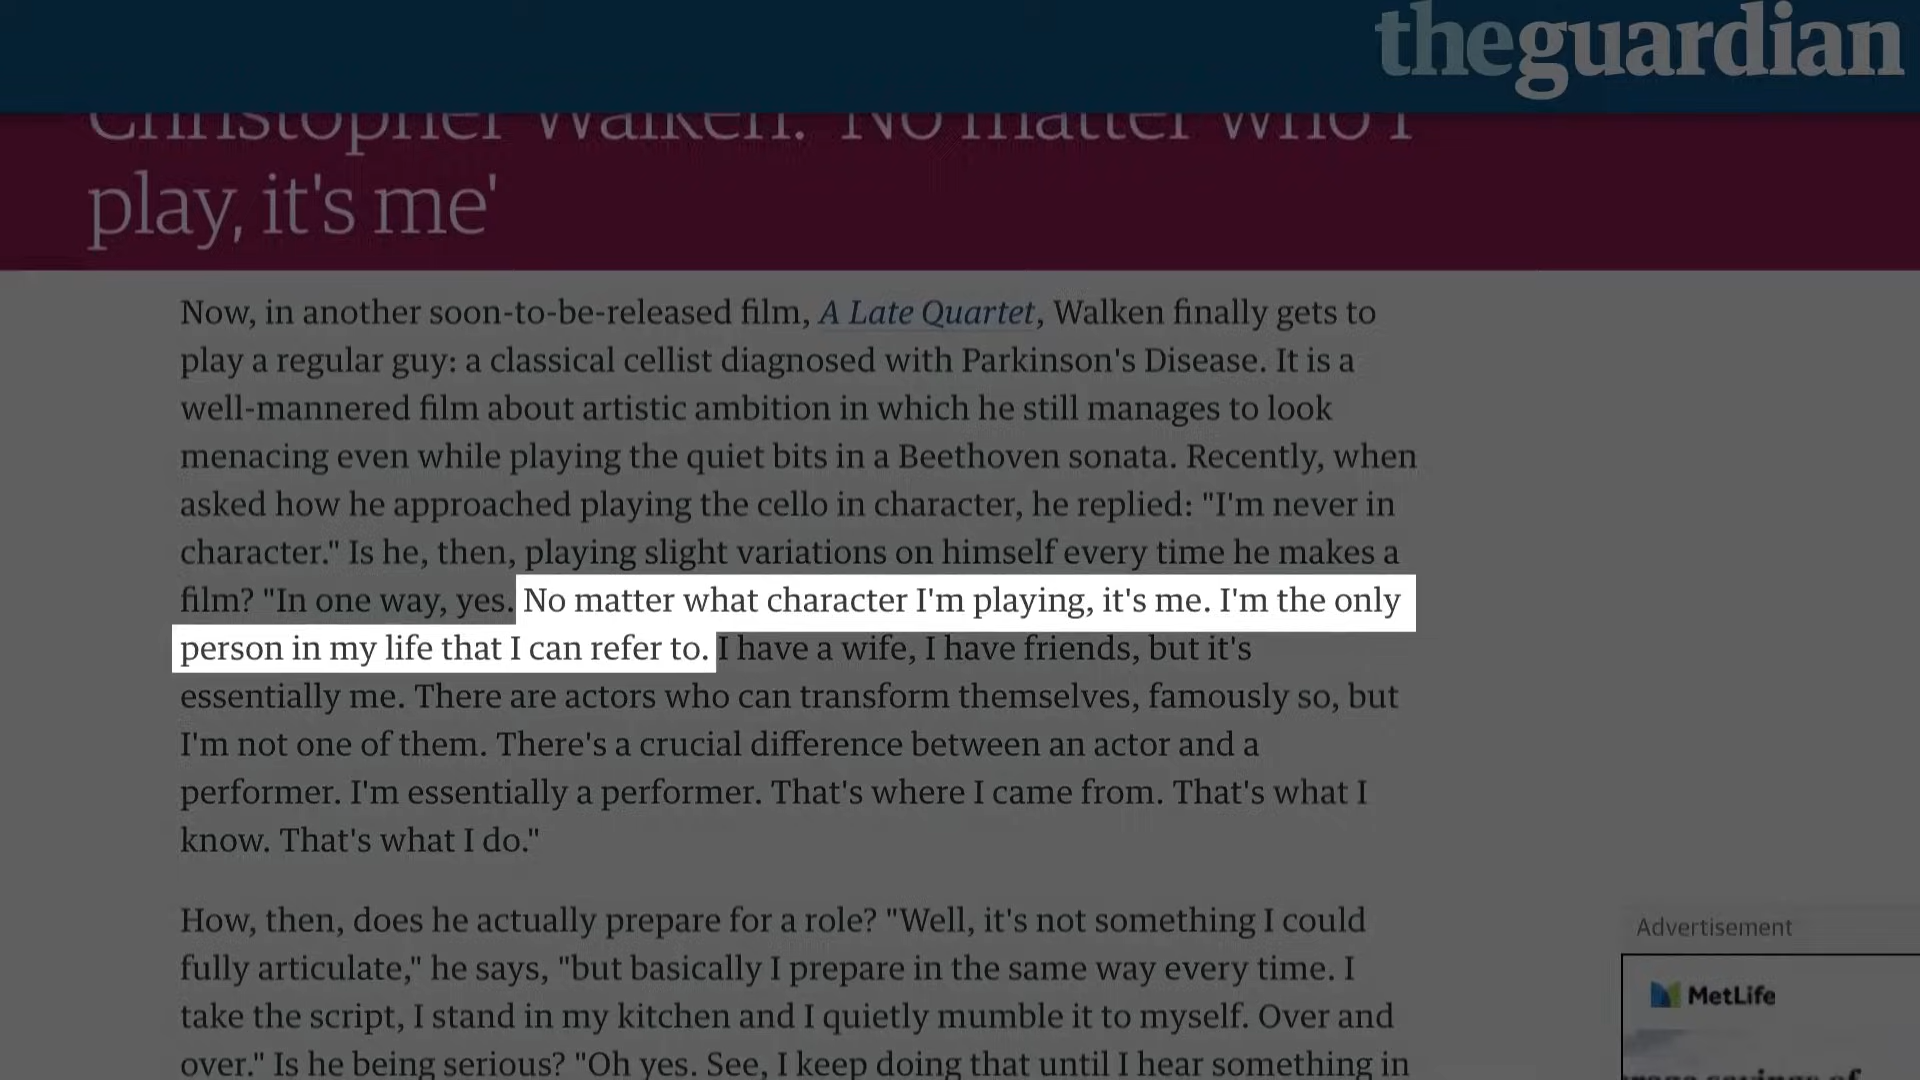 theguardian
Christopher Walken: 'No matter who I
play, it's me'
Now, in another soon-to-be-released film, A Late Quartet, Walken finally gets to
play a regular guy: a classical cellist diagnosed with Parkinson's Disease. It is a
well-mannered film about artistic ambition in which he still manages to look
menacing even while playing the quiet bits in a Beethoven sonata. Recently, when
asked how he approached playing the cello in character, he replied: "I'm never in
character." Is he, then, playing slight variations on himself every time he makes a
film? "In one way, yes. No matter what character I'm playing, it's me. I'm the only
person in my life that I can refer to. I have a wife, I have friends, but it's
essentially me. There are actors who can transform themselves, famously so, but
I'm not one of them. There's a crucial difference between an actor and a
performer. I'm essentially a performer. That's where I came from. That's what I
know. That's what I do."
How, then, does he actually prepare for a role? "Well, it's not something I could
fully articulate," he says, "but basically I prepare in the same way every time. I
take the script, I stand in my kitchen and I quietly mumble it to myself. Over and
over." Is he being serious? "Oh yes. See, I keep doing that until I hear something in
Advertisement
MetLife